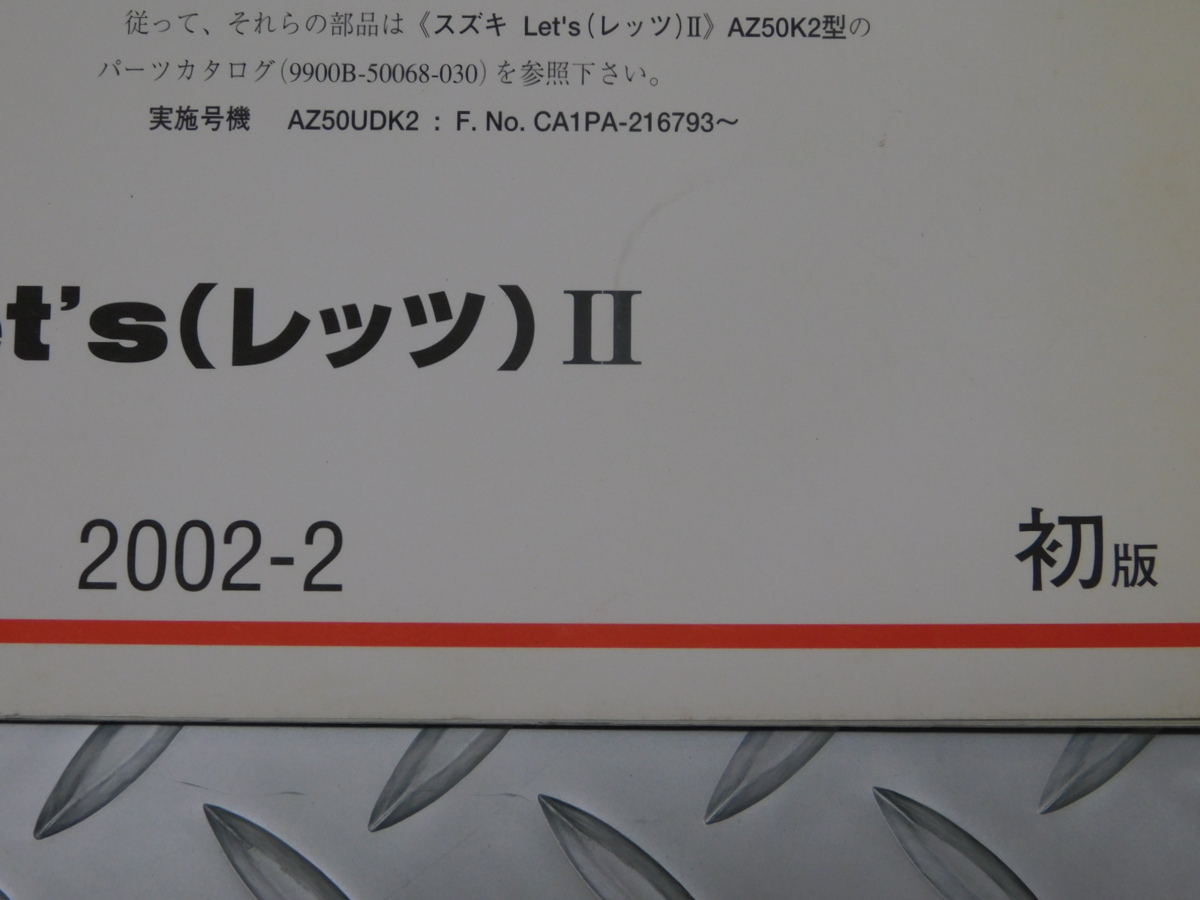 従って、それらの部品は《スズキ Let's(レッツ)Ⅱ》AZ50K2型の
パーツカタログ(9900B-50068-030)を参照下さい。
実施号機 AZ50UDK2 : F. No. CA1PA-216793〜
et's(レッツ)Ⅱ
2002-2
初版